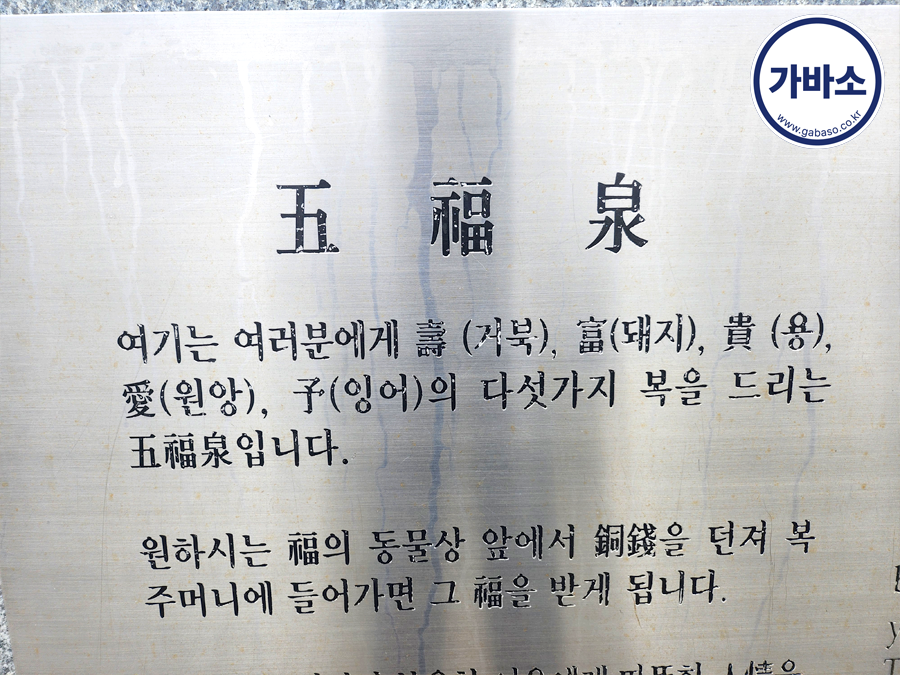 가바소
www.gabaso.co.kr
五福泉
여기는 여러분에게 壽 (거북), 富(돼지), 貴 (용),
愛(원앙), 予(잉어)의 다섯가지 복을 드리는
五福泉입니다.
원하시는 福의 동물상 앞에서 銅錢을 던져 복
주머니에 들어가면 그 福을 받게 됩니다.